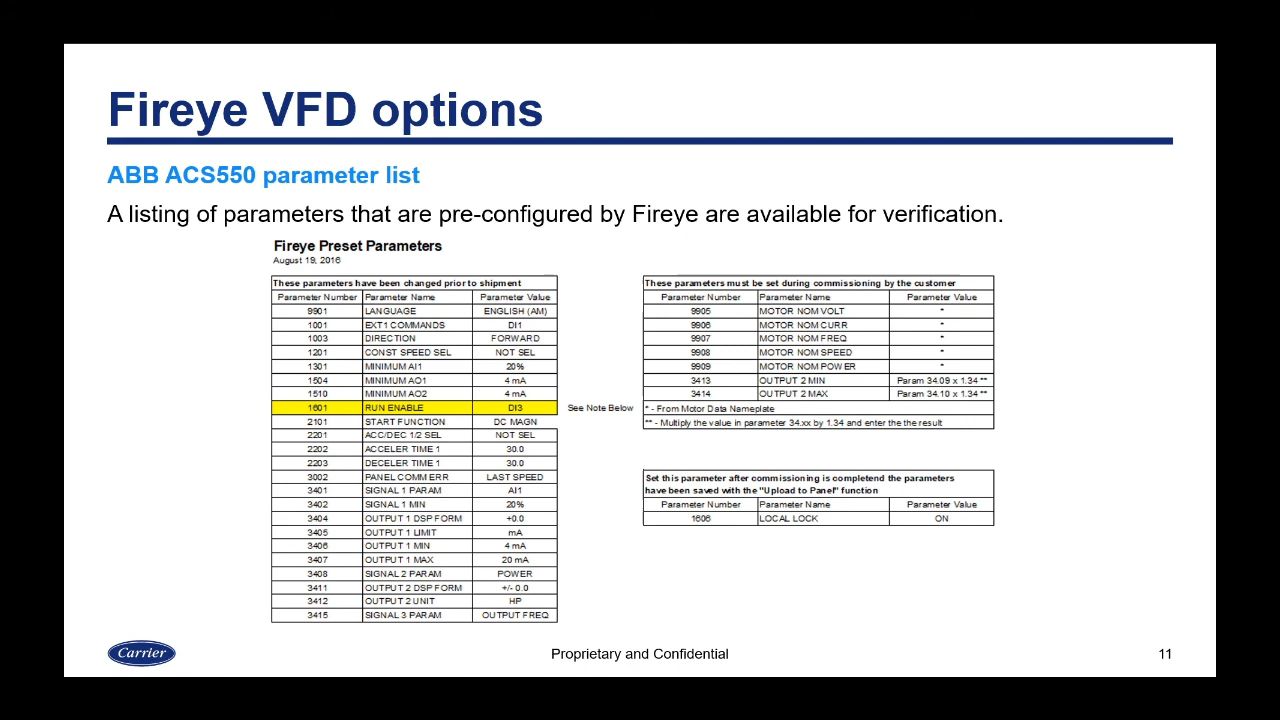 Fireye VFD options
ABB ACS550 parameter list
A listing of parameters that are pre-configured by Fireye are available for verification.
Fireye Preset Parameters
August 19, 2016
These parameters have been changed prior to shipment
Parameter Number Parameter Name Parameter Value
9901 LANGUAGE ENGLISH (AM)
1001 EXT1 COMMANDS DI1
1003 DIRECTION FORWARD
1201 CONST SPEED SEL NOT SEL
1301 MINIMUM AI1 20%
1504 MINIMUM AO1 4 mA
1510 MINIMUM AO2 4 mA
1601 RUN ENABLE DI3 See Note Below
2101 START FUNCTION DC MAGN
2201 ACC/DEC 1/2 SEL NOT SEL
2202 ACCELER TIME 1 30.0
2203 DECELER TIME 1 30.0
3002 PANEL COMM ERR LAST SPEED
3401 SIGNAL 1 PARAM AI1
3402 SIGNAL 1 MIN 20%
3404 OUTPUT 1 DSP FORM +0.0
3405 OUTPUT 1 LIMIT mA
3406 OUTPUT 1 MIN 4 mA
3407 OUTPUT 1 MAX 20 mA
3408 SIGNAL 2 PARAM POWER
3411 OUTPUT 2 DSP FORM +/- 0.0
3412 OUTPUT 2 UNIT HP
3415 SIGNAL 3 PARAM OUTPUT FREQ
These parameters must be set during commissioning by the customer
Parameter Number Parameter Name Parameter Value
9905 MOTOR NOM VOLT *
9906 MOTOR NOM CURR *
9907 MOTOR NOM FREQ *
9908 MOTOR NOM SPEED *
9909 MOTOR NOM POWER *
3413 OUTPUT 2 MIN Param 34.09 x 1.34 **
3414 OUTPUT 2 MAX Param 34.10 x 1.34 **
* - From Motor Data Nameplate
** - Multiply the value in parameter 34.xx by 1.34 and enter the the result
Set this parameter after commissioning is completend the parameters
have been saved with the "Upload to Panel" function
Parameter Number Parameter Name Parameter Value
1606 LOCAL LOCK ON
Carrier
Proprietary and Confidential
11